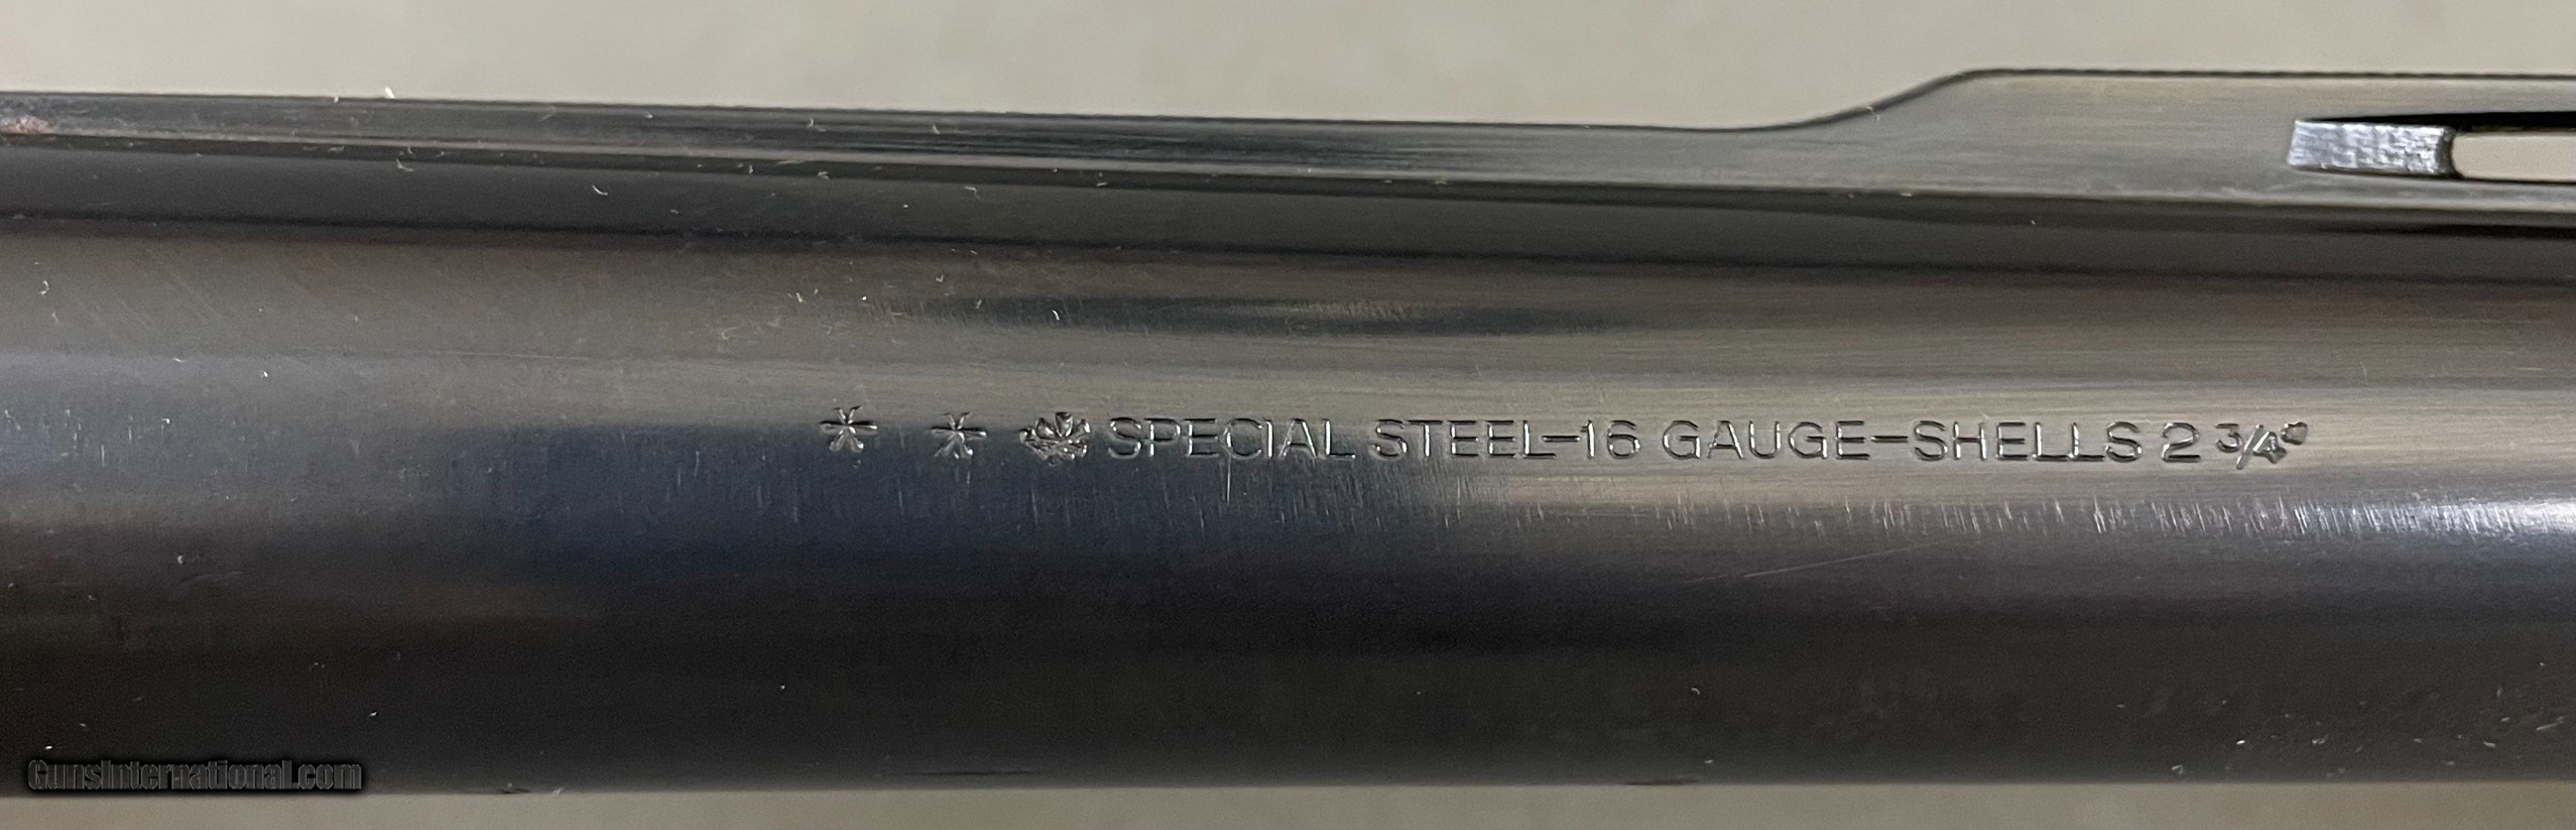 * * SPECIAL STEEL-16 GAUGE-SHELLS 2 3/4"
GunsInternational.com